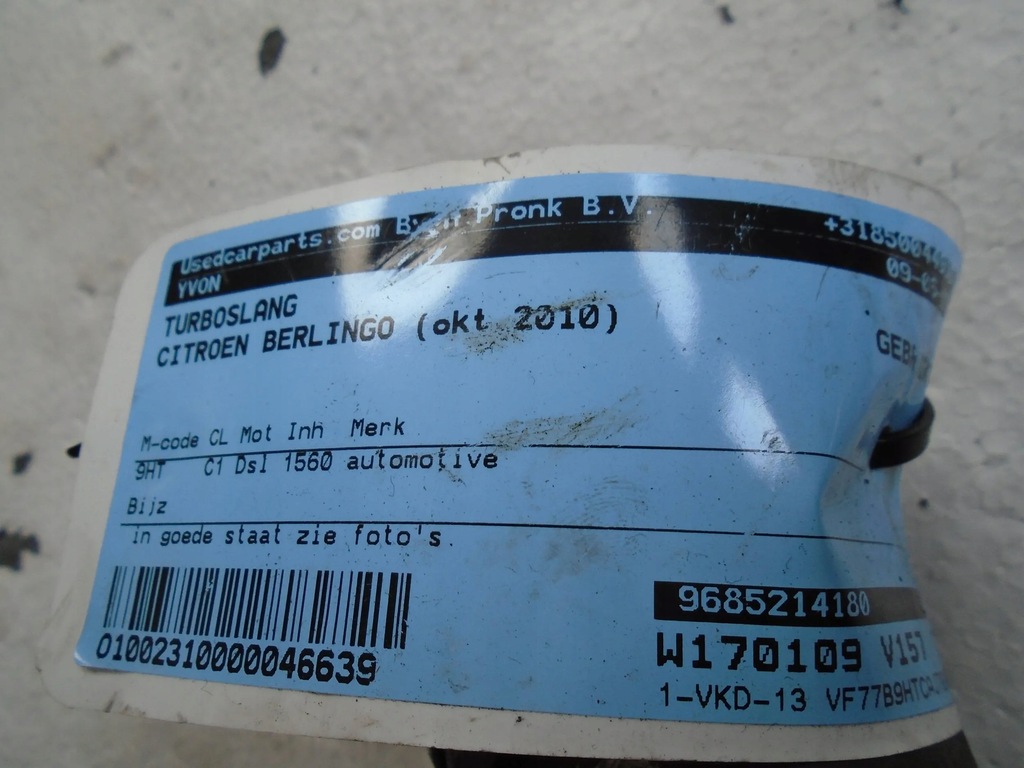 Usedcarparts.com Pronk B.V.
YVON
TURBOSLANG
CITROEN BERLINGO (okt 2010)
M-code CL Mot Inh Merk
9HT C1 Dsl 1560 automotive
Bijz
in goede staat zie foto's.
01002310000046639
9685214180
W170109 V157
1-VKD-13